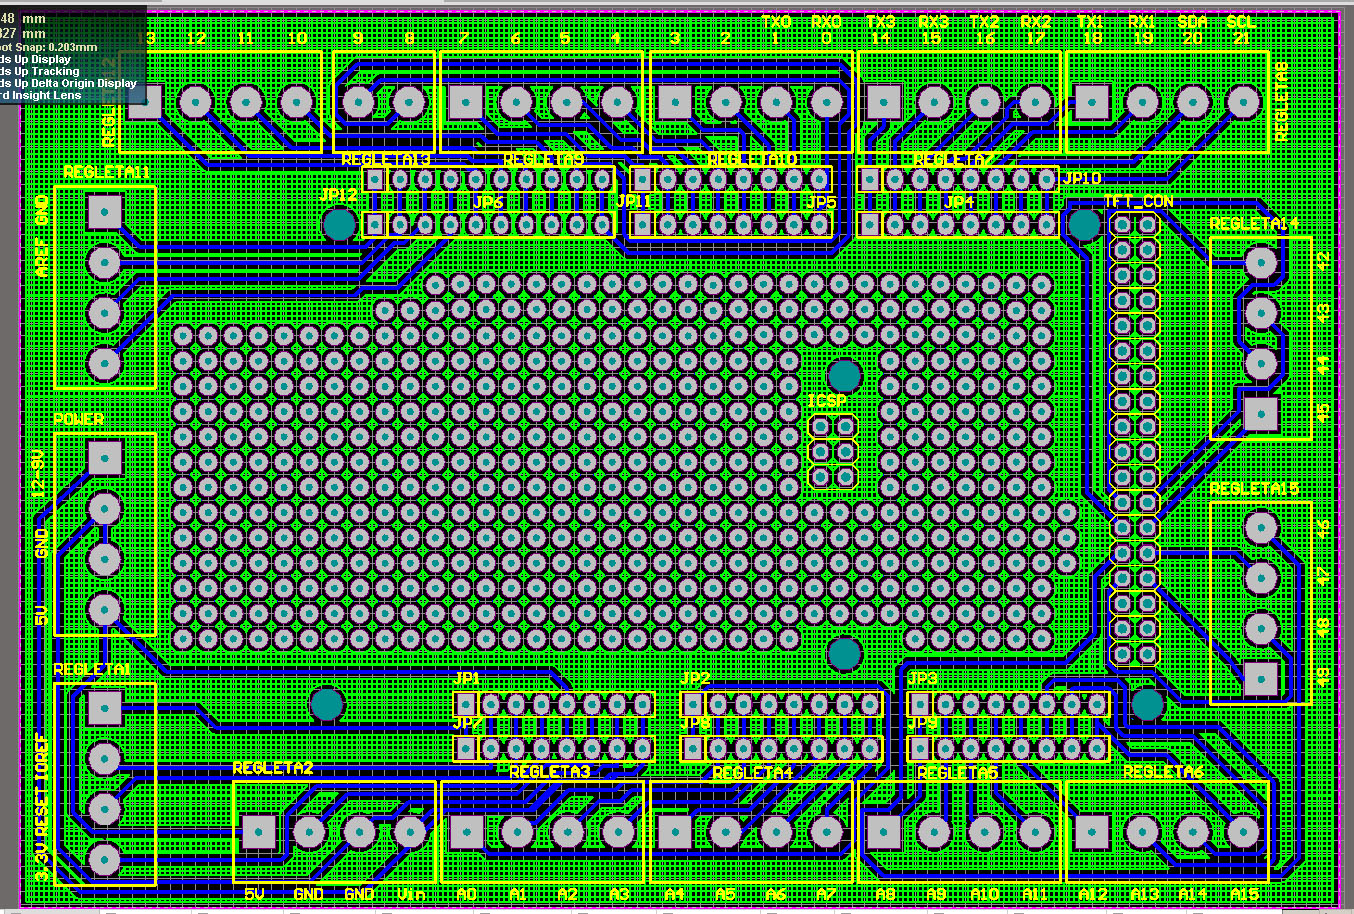 48 mm
827 mm
oot Snap: 0.203mm
ds Up Display
ds Up Tracking
ds Up Delta Origin Display
rd Insight Lens
TX0 RX0 TX3 RX3 TX2 RX2 TX1 RX1 SDA SCL
3 12 11 10 9 8 7 6 5 4 3 2 1 0 14 15 16 17 18 19 20 21
REGLETA8
REGLETA13 REGLETA9 REGLETA10 REGLETA7
REGLETA11
JP10
JP12 JP6 JP11 JP5 JP4 TFT_CON
AREF GND
REGLETA14
42
43
44
45
ICSP
POWER
12-9V
GND
5V
REGLETA15
46
47
48
49
REGLETA1
JP1 JP2 JP3
JP7 JP8 JP9
REGLETA2 REGLETA3 REGLETA4 REGLETA5 REGLETA6
3.3V RESET IOREF
5V GND GND Vin A0 A1 A2 A3 A4 A5 A6 A7 A8 A9 A10 A11 A12 A13 A14 A15